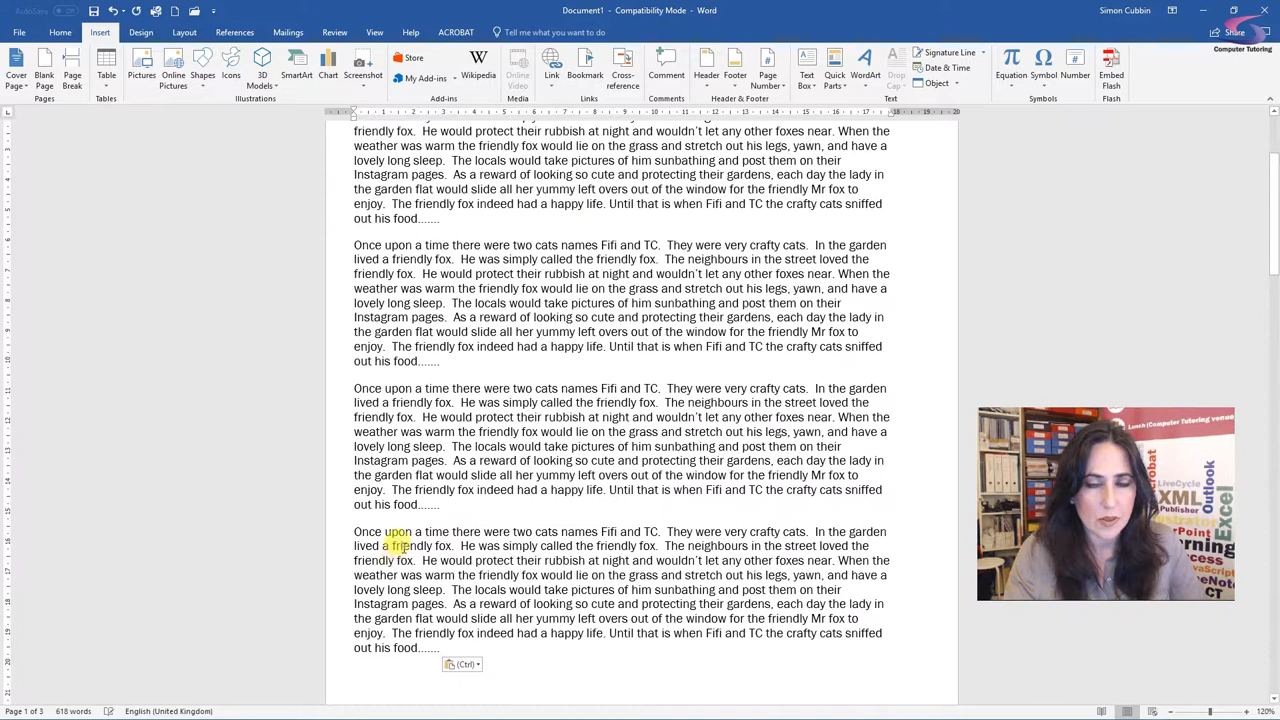 AutoSave Off
Document1 - Compatibility Mode - Word
Simon Cubbin
File Home Insert Design Layout References Mailings Review View Help ACROBAT Tell me what you want to do
Share
Computer Tutoring
Cover Page
Blank Page
Page Break
Pages
Table
Tables
Pictures
Online Pictures
Shapes
Icons
3D Models
SmartArt
Chart
Screenshot
Illustrations
Store
My Add-ins
Wikipedia
Add-ins
Online Video
Media
Link
Bookmark
Cross-reference
Links
Comment
Comments
Header
Footer
Page Number
Header & Footer
Text Box
Quick Parts
WordArt
Drop Cap
Signature Line
Date & Time
Object
Text
Equation
Symbol
Number
Symbols
Embed Flash
Flash
friendly fox. He would protect their rubbish at night and wouldn't let any other foxes near. When the
weather was warm the friendly fox would lie on the grass and stretch out his legs, yawn, and have a
lovely long sleep. The locals would take pictures of him sunbathing and post them on their
Instagram pages. As a reward of looking so cute and protecting their gardens, each day the lady in
the garden flat would slide all her yummy left overs out of the window for the friendly Mr fox to
enjoy. The friendly fox indeed had a happy life. Until that is when Fifi and TC the crafty cats sniffed
out his food.......
Once upon a time there were two cats names Fifi and TC. They were very crafty cats. In the garden
lived a friendly fox. He was simply called the friendly fox. The neighbours in the street loved the
friendly fox. He would protect their rubbish at night and wouldn't let any other foxes near. When the
weather was warm the friendly fox would lie on the grass and stretch out his legs, yawn, and have a
lovely long sleep. The locals would take pictures of him sunbathing and post them on their
Instagram pages. As a reward of looking so cute and protecting their gardens, each day the lady in
the garden flat would slide all her yummy left overs out of the window for the friendly Mr fox to
enjoy. The friendly fox indeed had a happy life. Until that is when Fifi and TC the crafty cats sniffed
out his food.......
Once upon a time there were two cats names Fifi and TC. They were very crafty cats. In the garden
lived a friendly fox. He was simply called the friendly fox. The neighbours in the street loved the
friendly fox. He would protect their rubbish at night and wouldn't let any other foxes near. When the
weather was warm the friendly fox would lie on the grass and stretch out his legs, yawn, and have a
lovely long sleep. The locals would take pictures of him sunbathing and post them on their
Instagram pages. As a reward of looking so cute and protecting their gardens, each day the lady in
the garden flat would slide all her yummy left overs out of the window for the friendly Mr fox to
enjoy. The friendly fox indeed had a happy life. Until that is when Fifi and TC the crafty cats sniffed
out his food.......
Once upon a time there were two cats names Fifi and TC. They were very crafty cats. In the garden
lived a friendly fox. He was simply called the friendly fox. The neighbours in the street loved the
friendly fox. He would protect their rubbish at night and wouldn't let any other foxes near. When the
weather was warm the friendly fox would lie on the grass and stretch out his legs, yawn, and have a
lovely long sleep. The locals would take pictures of him sunbathing and post them on their
Instagram pages. As a reward of looking so cute and protecting their gardens, each day the lady in
the garden flat would slide all her yummy left overs out of the window for the friendly Mr fox to
enjoy. The friendly fox indeed had a happy life. Until that is when Fifi and TC the crafty cats sniffed
out his food.......
(Ctrl)
Lunch (Computer Tutoring venue
LiveCycle
XML
Outlook
Excel
Page 1 of 3 618 words English (United Kingdom)
120%